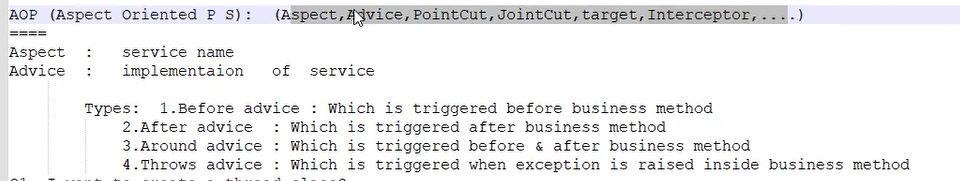 AOP (Aspect Oriented P S): (Aspect,Advice,PointCut,JointCut,target,Interceptor,....)
====
Aspect : service name
Advice : implementaion of service
Types: 1.Before advice : Which is triggered before business method
2.After advice : Which is triggered after business method
3.Around advice : Which is triggered before & after business method
4.Throws advice : Which is triggered when exception is raised inside business method